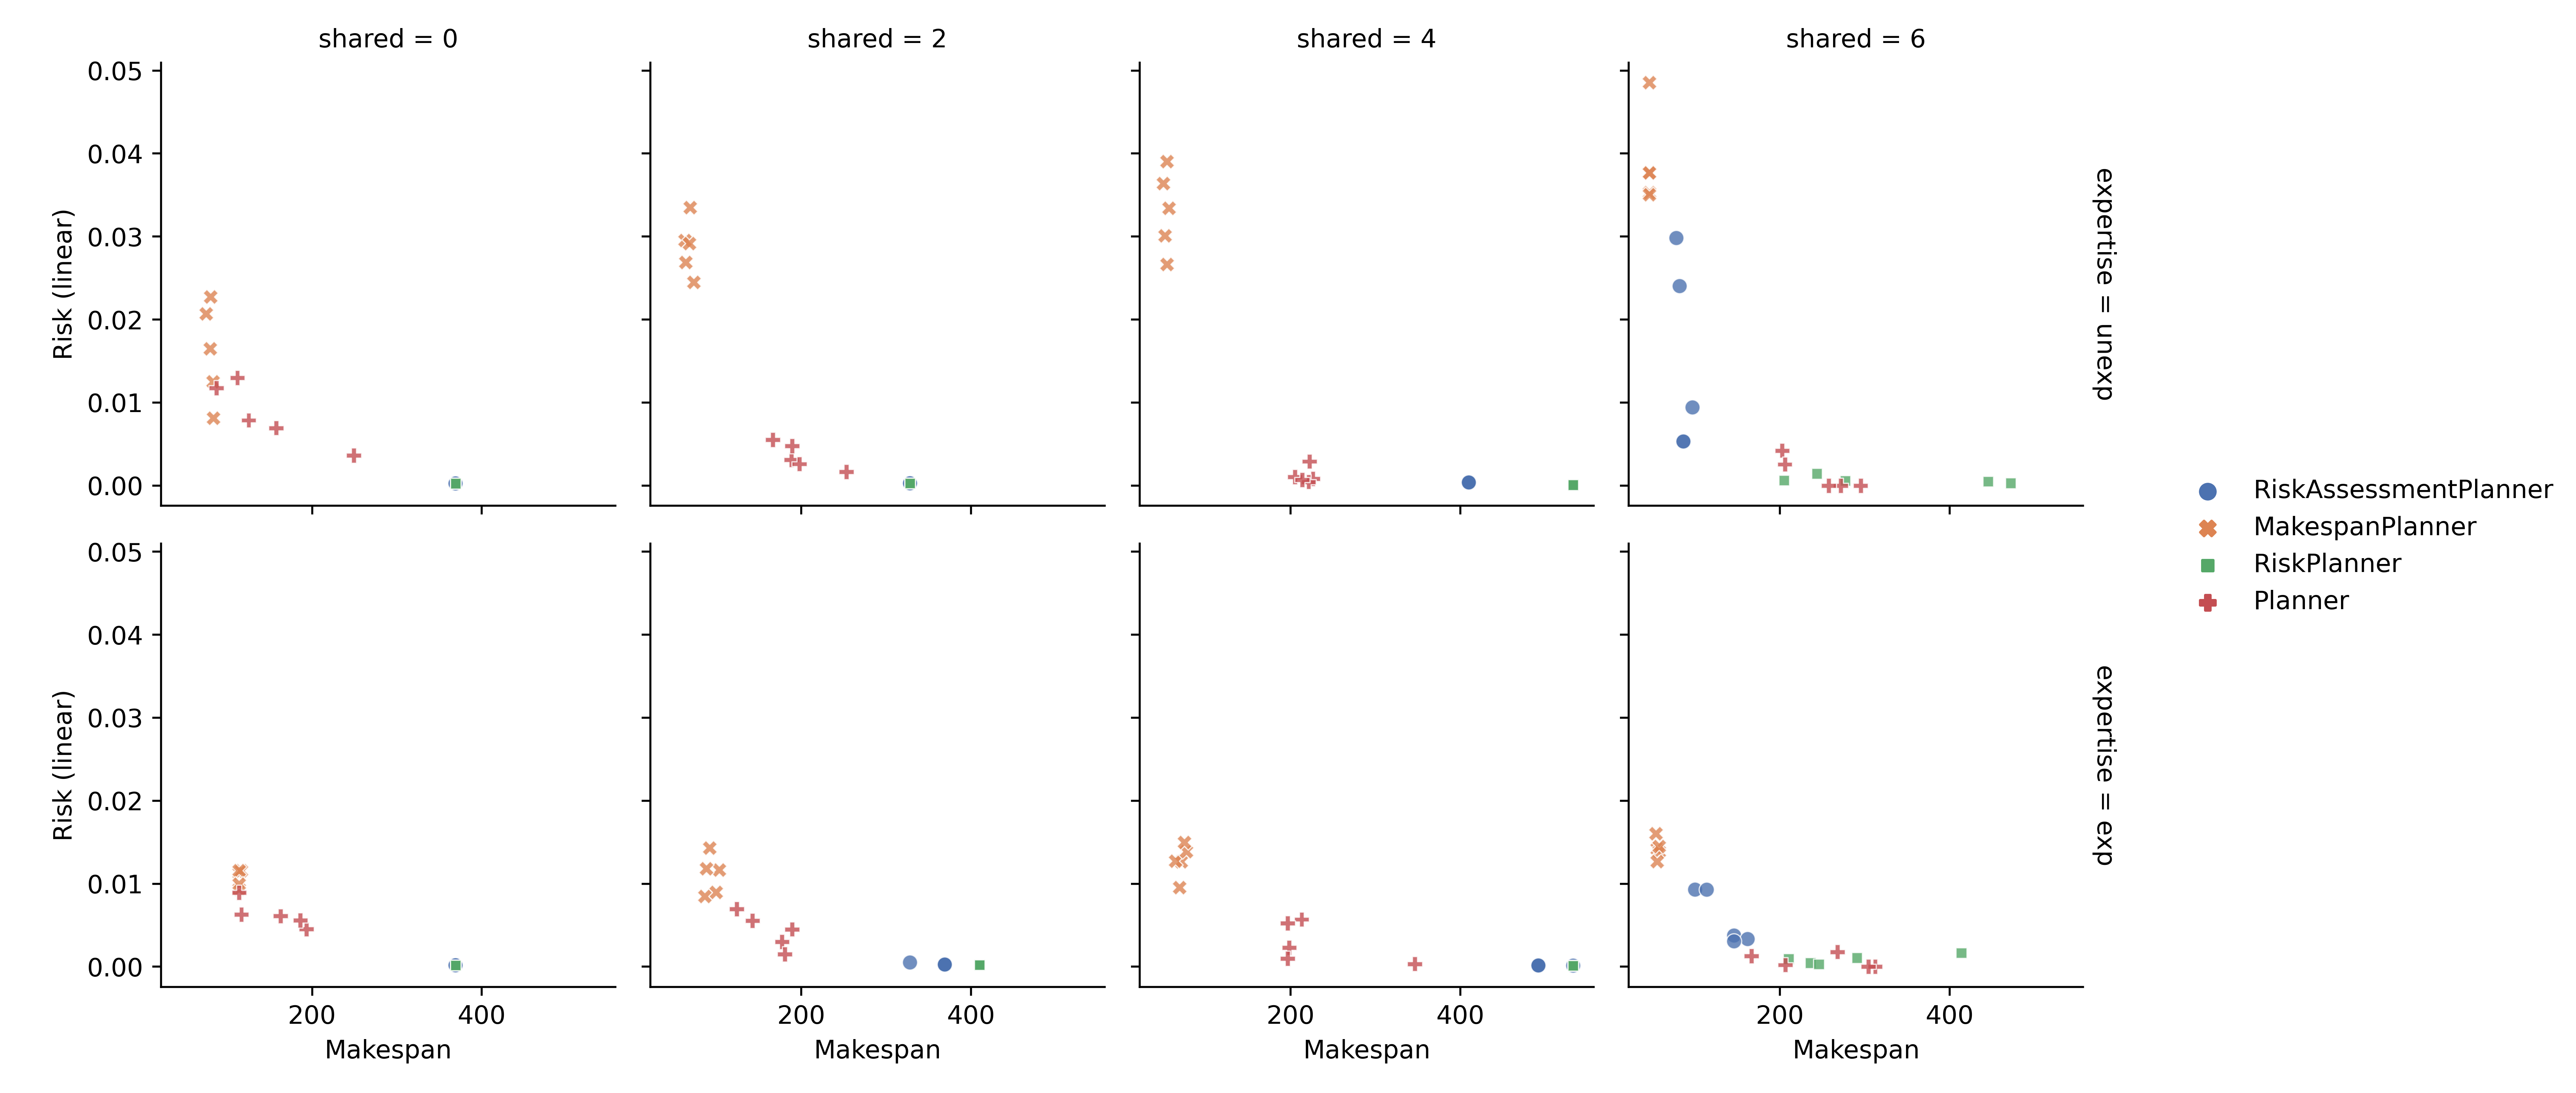 shared = 0
shared = 2
shared = 4
shared = 6
0.05
0.04
0.03
0.02
0.01
0.00
Risk (linear)
expertise = unexp
RiskAssessmentPlanner
MakespanPlanner
RiskPlanner
Planner
0.05
0.04
0.03
0.02
0.01
0.00
Risk (linear)
expertise = exp
200 400
200 400
200 400
200 400
Makespan
Makespan
Makespan
Makespan